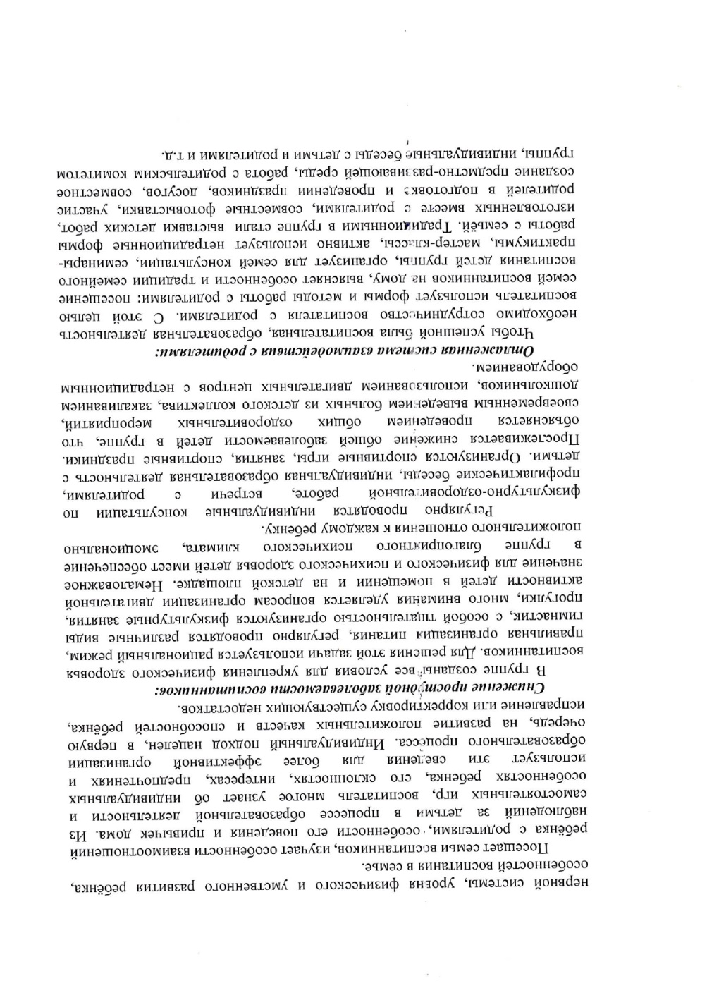 нервной системы, уровня физического и умственного развития ребёнка,
особенностей воспитания в семье.
Посещает семьи воспитанников, изучает особенности взаимоотношений
ребёнка с родителями, особенности его поведения и привычек дома. Из
наблюдений за детьми в процессе образовательной деятельности и
самостоятельных игр, воспитатель многое узнает об индивидуальных
особенностях ребенка, его склонностях, интересах, предпочтениях и
использует эти сведения для более эффективной организации
образовательного процесса. Индивидуальный подход нацелен, в первую
очередь, на развитие положительных качеств и способностей ребёнка,
исправление или корректировку существующих недостатков.
Снижение простудной заболеваемости воспитанников:
В группе созданы все условия для укрепления физического здоровья
воспитанников. Для решения этой задачи используется рациональный режим,
правильная организация питания, регулярно проводятся различные виды
гимнастик, с особой тщательностью организуются физкультурные занятия,
прогулки, много внимания уделяется вопросам организации двигательной
активности детей в помещении и на детской площадке. Немаловажное
значение для физического и психического здоровья детей имеет обеспечение
в группе благоприятного психического климата, эмоционально
положительного отношения к каждому ребенку.
Регулярно проводятся индивидуальные консультации по
физкультурно-оздоровительной работе, встречи с родителями,
профилактические беседы, индивидуальная образовательная деятельность с
детьми. Организуются спортивные игры, занятия, спортивные праздники.
Прослеживается снижение общей заболеваемости детей в группе, что
объясняется проведением общих оздоровительных мероприятий,
своевременным выведением больных из детского коллектива, закаливанием
дошкольников, использованием двигательных центров с нетрадиционным
оборудованием.
Отлаженная система взаимодействия с родителями:
Чтобы успешной была воспитательная, образовательная деятельность
необходимо сотрудничество воспитателя с родителями. С этой целью
воспитатель использует формы и методы работы с родителями: посещение
семей воспитанников на дому, выясняет особенности и традиции семейного
воспитания детей группы, организует для семей консультации, семинары-
практикумы, мастер-классы, активно использует нетрадиционные формы
работы с семьёй. Традиционными в группе стали выставки детских работ,
изготовленных вместе с родителями, совместные фотовыставки, участие
родителей в подготовке и проведении праздников, досугов, совместное
создание предметно-развивающей среды, работа с родительским комитетом
группы, индивидуальные беседы с детьми и родителями и т.д.